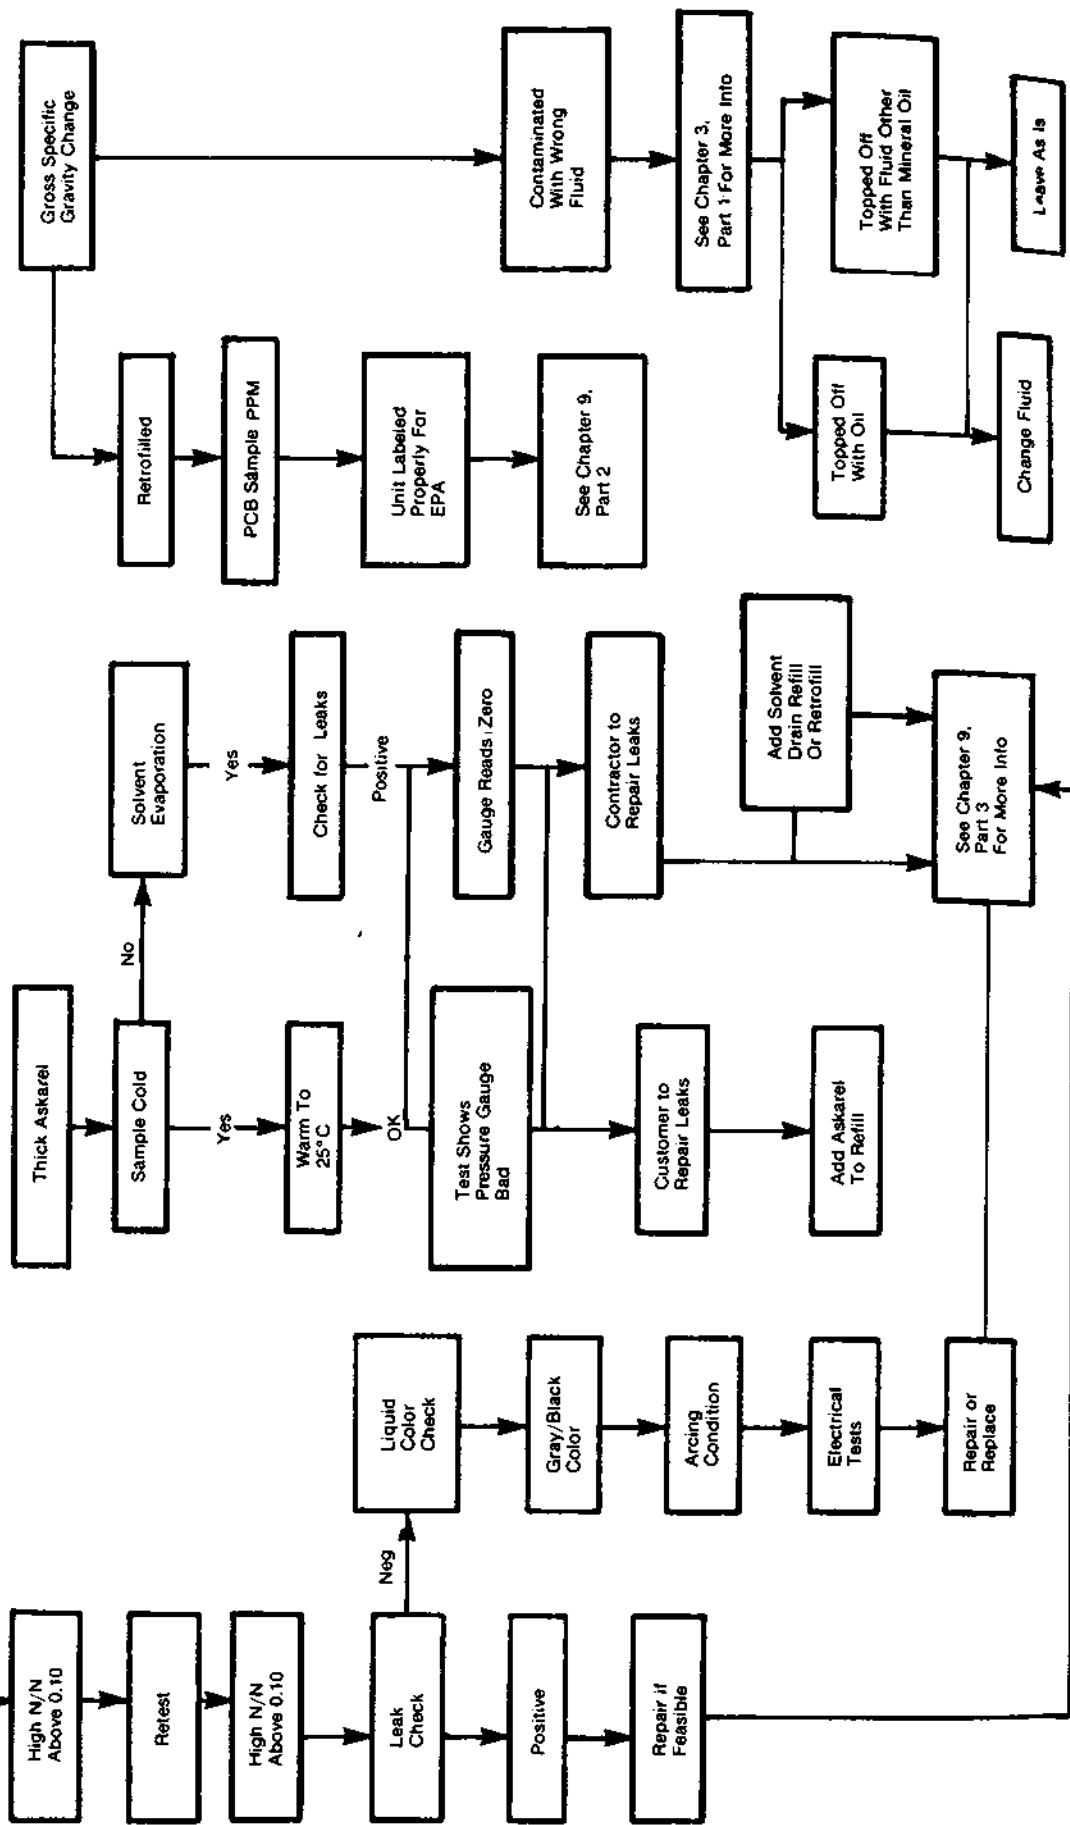 High N/N
Above 0.10
Retest
High N/N
Above 0.10
Leak
Check
Neg
Positive
Repair if
Feasible
Liquid
Color
Check
Gray/Black
Color
Arcing
Condition
Electrical
Tests
Repair or
Replace
Thick Askarel
Sample Cold
No
Yes
Warm To
25°C
OK
Test Shows
Pressure Gauge
Bad
Customer to
Repair Leaks
Add Askarel
To Refill
Solvent
Evaporation
Yes
Check for Leaks
Positive
Gauge Reads Zero
Contractor to
Repair Leaks
Add Solvent
Drain Refill
Or Retrofill
See Chapter 9,
Part 3
For More Info
Gross Specific
Gravity Change
Retrofilled
PCB Sample PPM
Unit Labeled
Properly For
EPA
See Chapter 9,
Part 2
Contaminated
With Wrong
Fluid
See Chapter 3,
Part 1 For More Into
Topped Off
With Oil
Topped Off
With Fluid Other
Than Mineral Oil
Change Fluid
Leave As Is